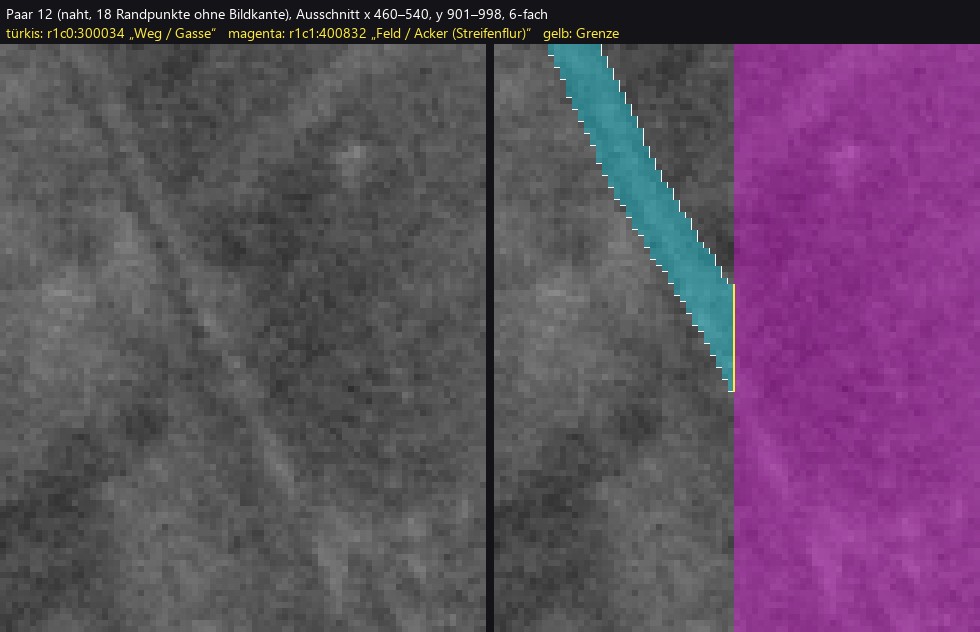 Paar 12 (naht, 18 Randpunkte ohne Bildkante), Ausschnitt x 460–540, y 901–998, 6-fach
türkis: r1c0:300034 „Weg / Gasse“ magenta: r1c1:400832 „Feld / Acker (Streifenflur)“ gelb: Grenze